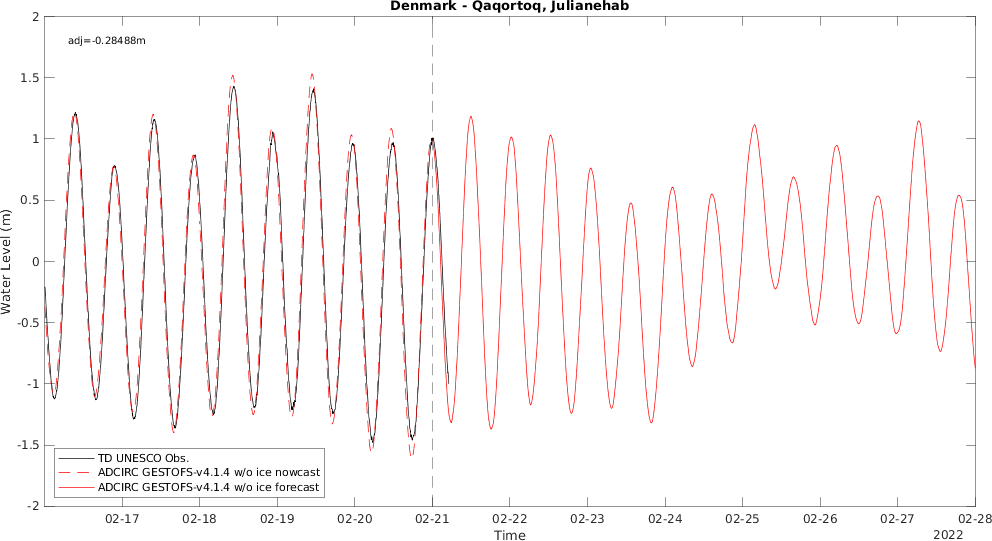 Denmark - Qaqortoq, Julianehab
adj=-0.28488m
2
1.5
1
0.5
0
-0.5
-1
-1.5
-2
Water Level (m)
TD UNESCO Obs.
ADCIRC GESTOFS-v4.1.4 w/o ice nowcast
ADCIRC GESTOFS-v4.1.4 w/o ice forecast
02-17 02-18 02-19 02-20 02-21 02-22 02-23 02-24 02-25 02-26 02-27 02-28
Time
2022